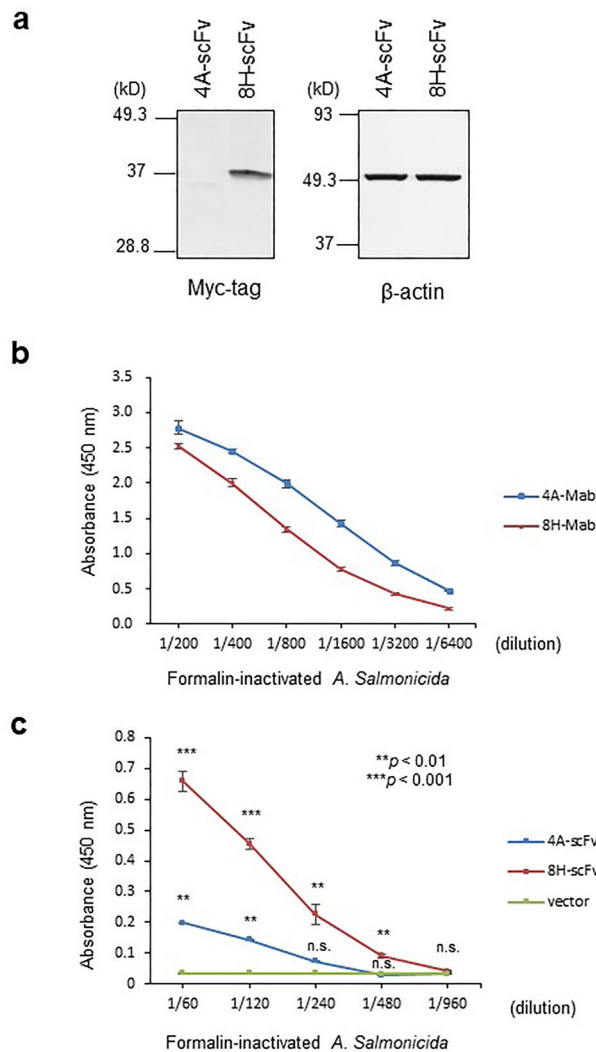 a
4A-scFv
8H-scFv
(kD)
49.3
37
28.8
Myc-tag
4A-scFv
8H-scFv
(kD)
93
49.3
37
β-actin
b
Absorbance (450 nm)
3.5
3.0
2.5
2.0
1.5
1.0
0.5
0.0
1/200 1/400 1/800 1/1600 1/3200 1/6400 (dilution)
Formalin-inactivated A. Salmonicida
4A-Mab
8H-Mab
c
Absorbance (450 nm)
0.8
0.7
0.6
0.5
0.4
0.3
0.2
0.1
0
***
***
**
**
n.s.
**
**
n.s.
n.s.
**p < 0.01
***p < 0.001
4A-scFv
8H-scFv
vector
1/60 1/120 1/240 1/480 1/960 (dilution)
Formalin-inactivated A. Salmonicida